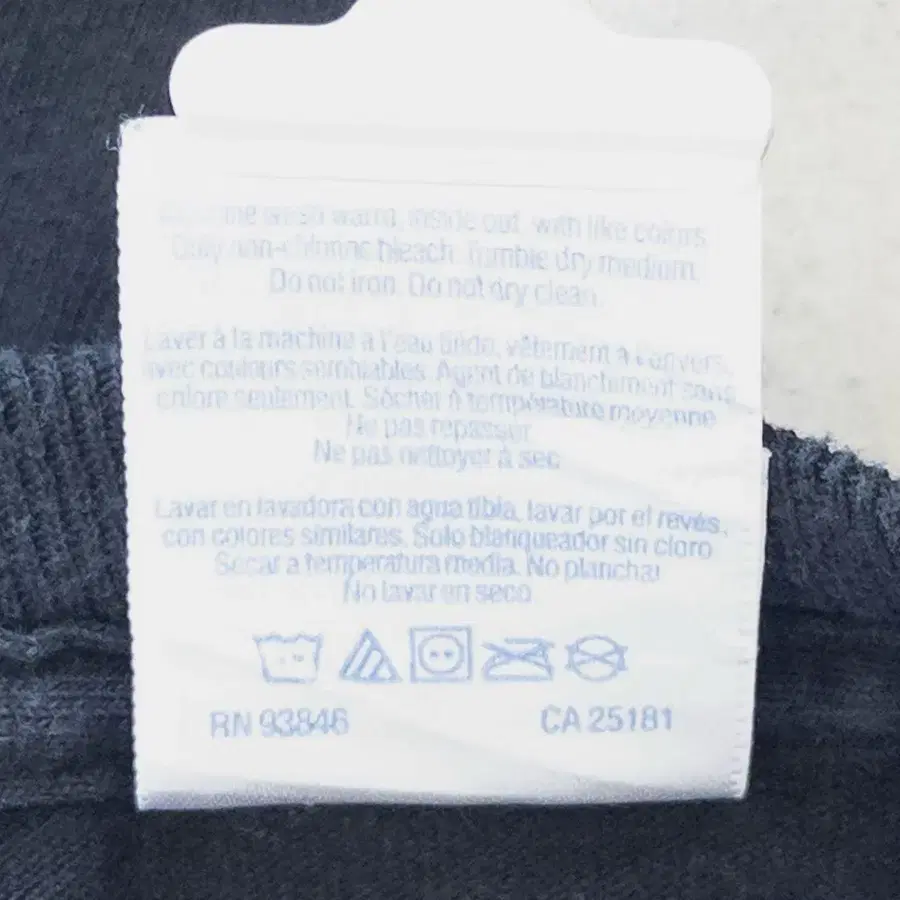 Machine wash warm, inside out, with like colors.
Only non-chlorine bleach. Tumble dry medium.
Do not iron. Do not dry clean.
Laver à la machine à l'eau tiède, vêtement à l'envers,
avec couleurs semblables. Agent de blanchiment sans
chlore seulement. Sécher à température moyenne.
Ne pas repasser.
Ne pas nettoyer à sec.
Lavar en lavadora con agua tibia, lavar por el revés,
con colores similares. Solo blanqueador sin cloro.
Secar a temperatura media. No planchar.
No lavar en seco.
RN 93846 CA 25181